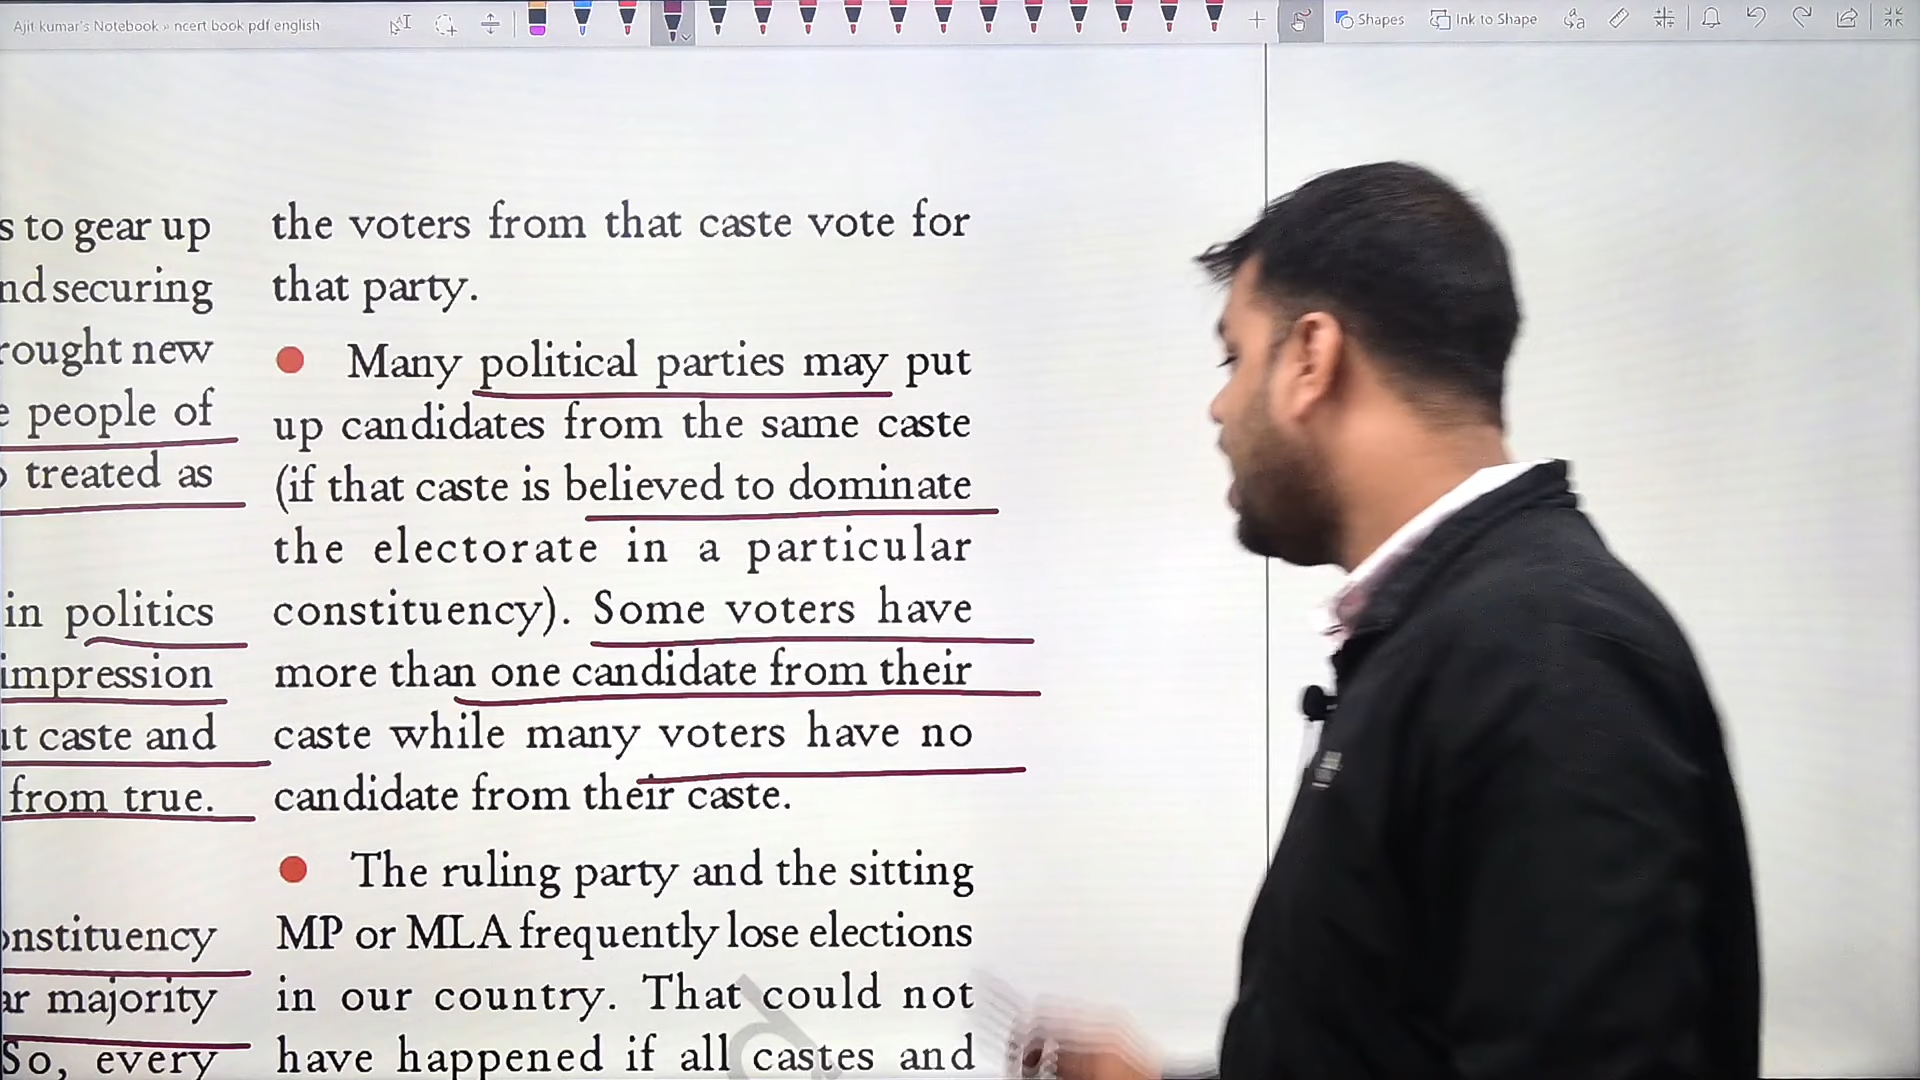 Ajit kumar's Notebook » ncert book pdf english
Shapes
Ink to Shape
s to gear up
nd securing
rought new
e people of
treated as
in politics
impression
ut caste and
from true.
onstituency
ar majority
So, every
the voters from that caste vote for
that party.
● Many political parties may put
up candidates from the same caste
(if that caste is believed to dominate
the electorate in a particular
constituency). Some voters have
more than one candidate from their
caste while many voters have no
candidate from their caste.
● The ruling party and the sitting
MP or MLA frequently lose elections
in our country. That could not
have happened if all castes and